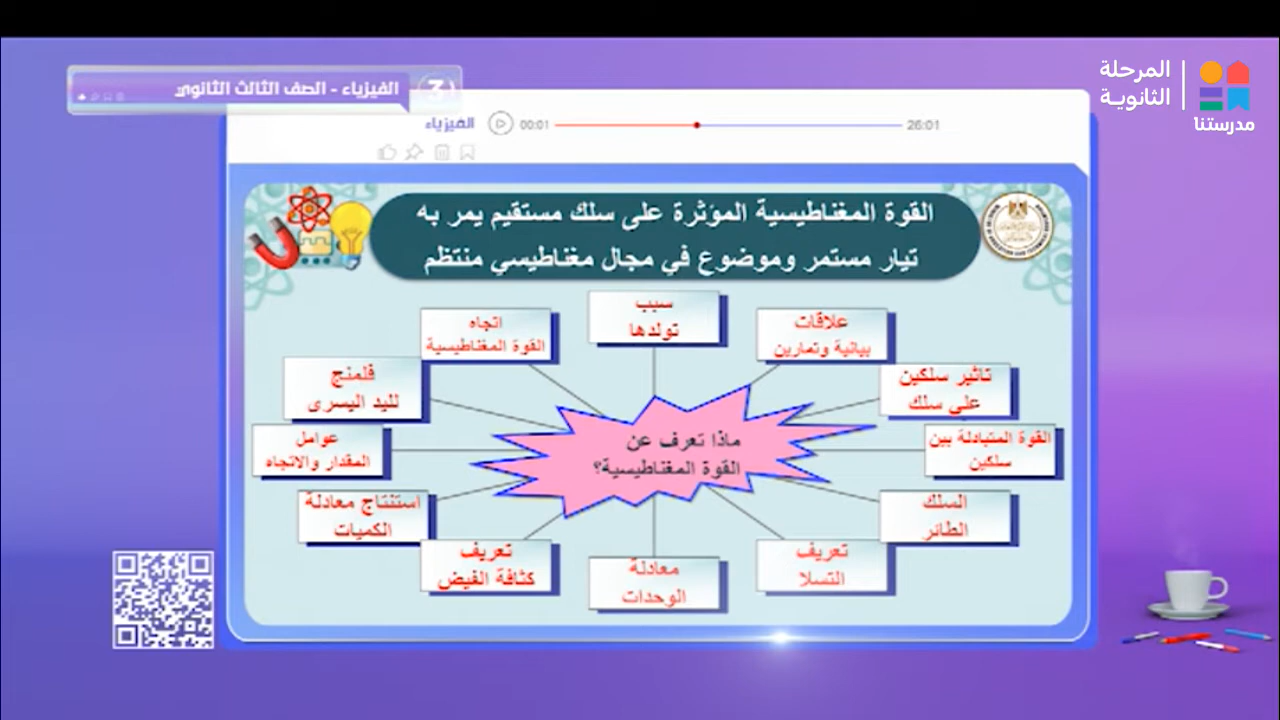 المرحلة
الثانوية
مدرستنا
الفيزياء - الصف الثالث الثانوي
3
الفيزياء
00:01
26:01
القوة المغناطيسية المؤثرة على سلك مستقيم يمر به
تيار مستمر وموضوع في مجال مغناطيسي منتظم
سبب
تولدها
علاقات
بيانية وتمارين
تاثير سلكين
على سلك
القوة المتبادلة بين
سلكين
السلك
الطائر
تعريف
التسلا
معادلة
الوحدات
تعريف
كثافة الفيض
استنتاج معادلة
الكميات
عوامل
المقدار والاتجاه
فلمنج
لليد اليسرى
اتجاه
القوة المغناطيسية
ماذا تعرف عن
القوة المغناطيسية؟